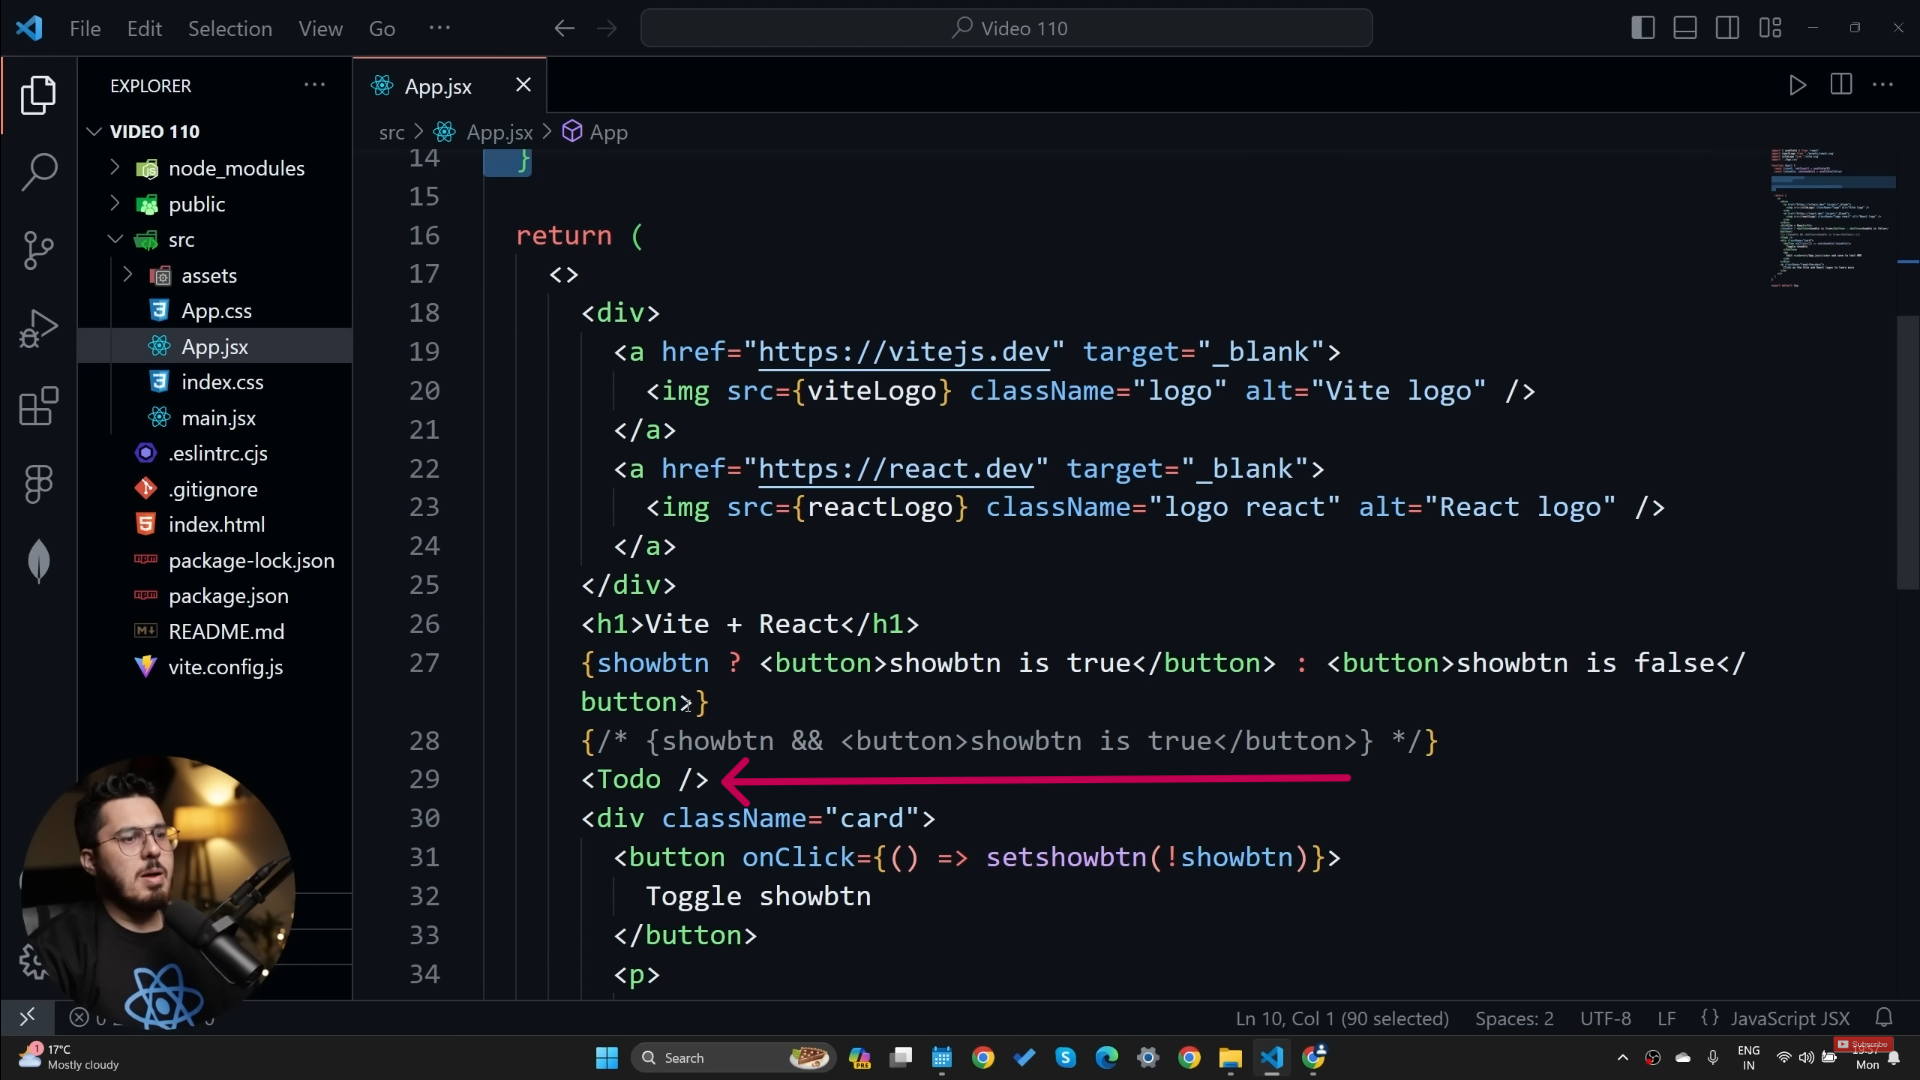 File Edit Selection View Go ··· Video 110
EXPLORER ···
VIDEO 110
node_modules
public
src
assets
App.css
App.jsx
index.css
main.jsx
.eslintrc.cjs
.gitignore
index.html
package-lock.json
package.json
README.md
vite.config.js
App.jsx
src > App.jsx > App
14 }
15
16 return (
17 <>
18 <div>
19 <a href="https://vitejs.dev" target="_blank">
20 <img src={viteLogo} className="logo" alt="Vite logo" />
21 </a>
22 <a href="https://react.dev" target="_blank">
23 <img src={reactLogo} className="logo react" alt="React logo" />
24 </a>
25 </div>
26 <h1>Vite + React</h1>
27 {showbtn ? <button>showbtn is true</button> : <button>showbtn is false</
button>}
28 {/* {showbtn && <button>showbtn is true</button>} */}
29 <Todo />
30 <div className="card">
31 <button onClick={() => setshowbtn(!showbtn)}>
32 Toggle showbtn
33 </button>
34 <p>
Ln 10, Col 1 (90 selected) Spaces: 2 UTF-8 LF {} JavaScript JSX
1
17°C
Mostly cloudy
Search
PRE
ENG
IN
Subscribe
Mon